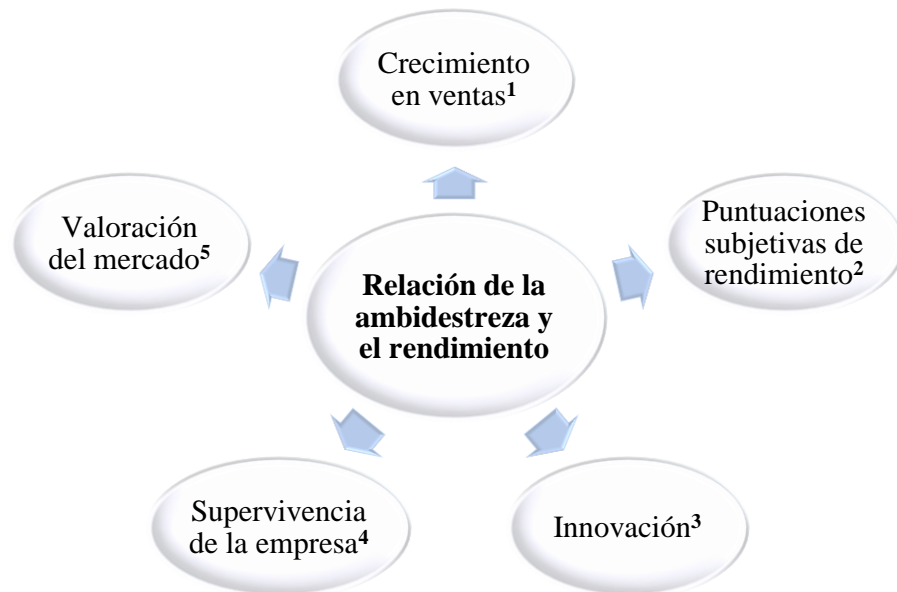 Crecimiento
en ventas¹
Puntuaciones
subjetivas de
rendimiento²
Valoración
del mercado⁵
Relación de la
ambidestreza y
el rendimiento
Supervivencia
de la empresa⁴
Innovación³